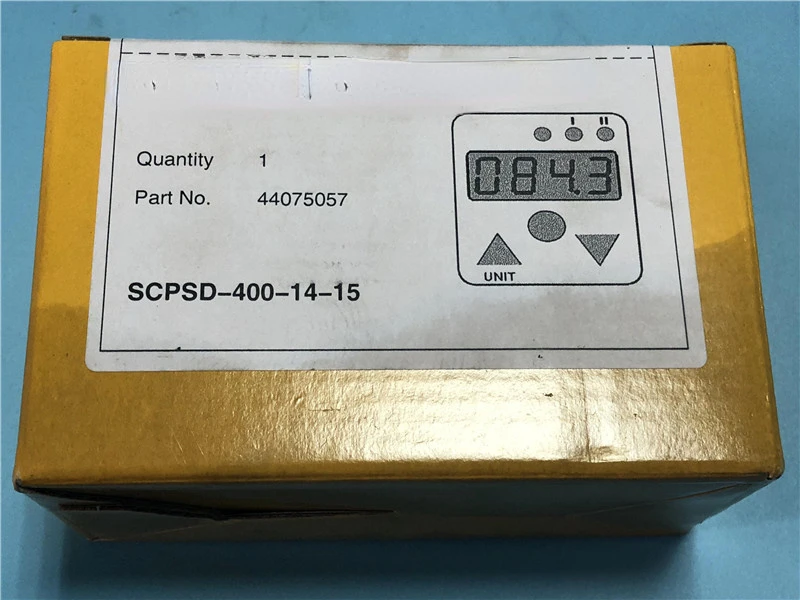 Quantity 1
Part No. 44075057
SCPSD-400-14-15
I II
084.3
UNIT